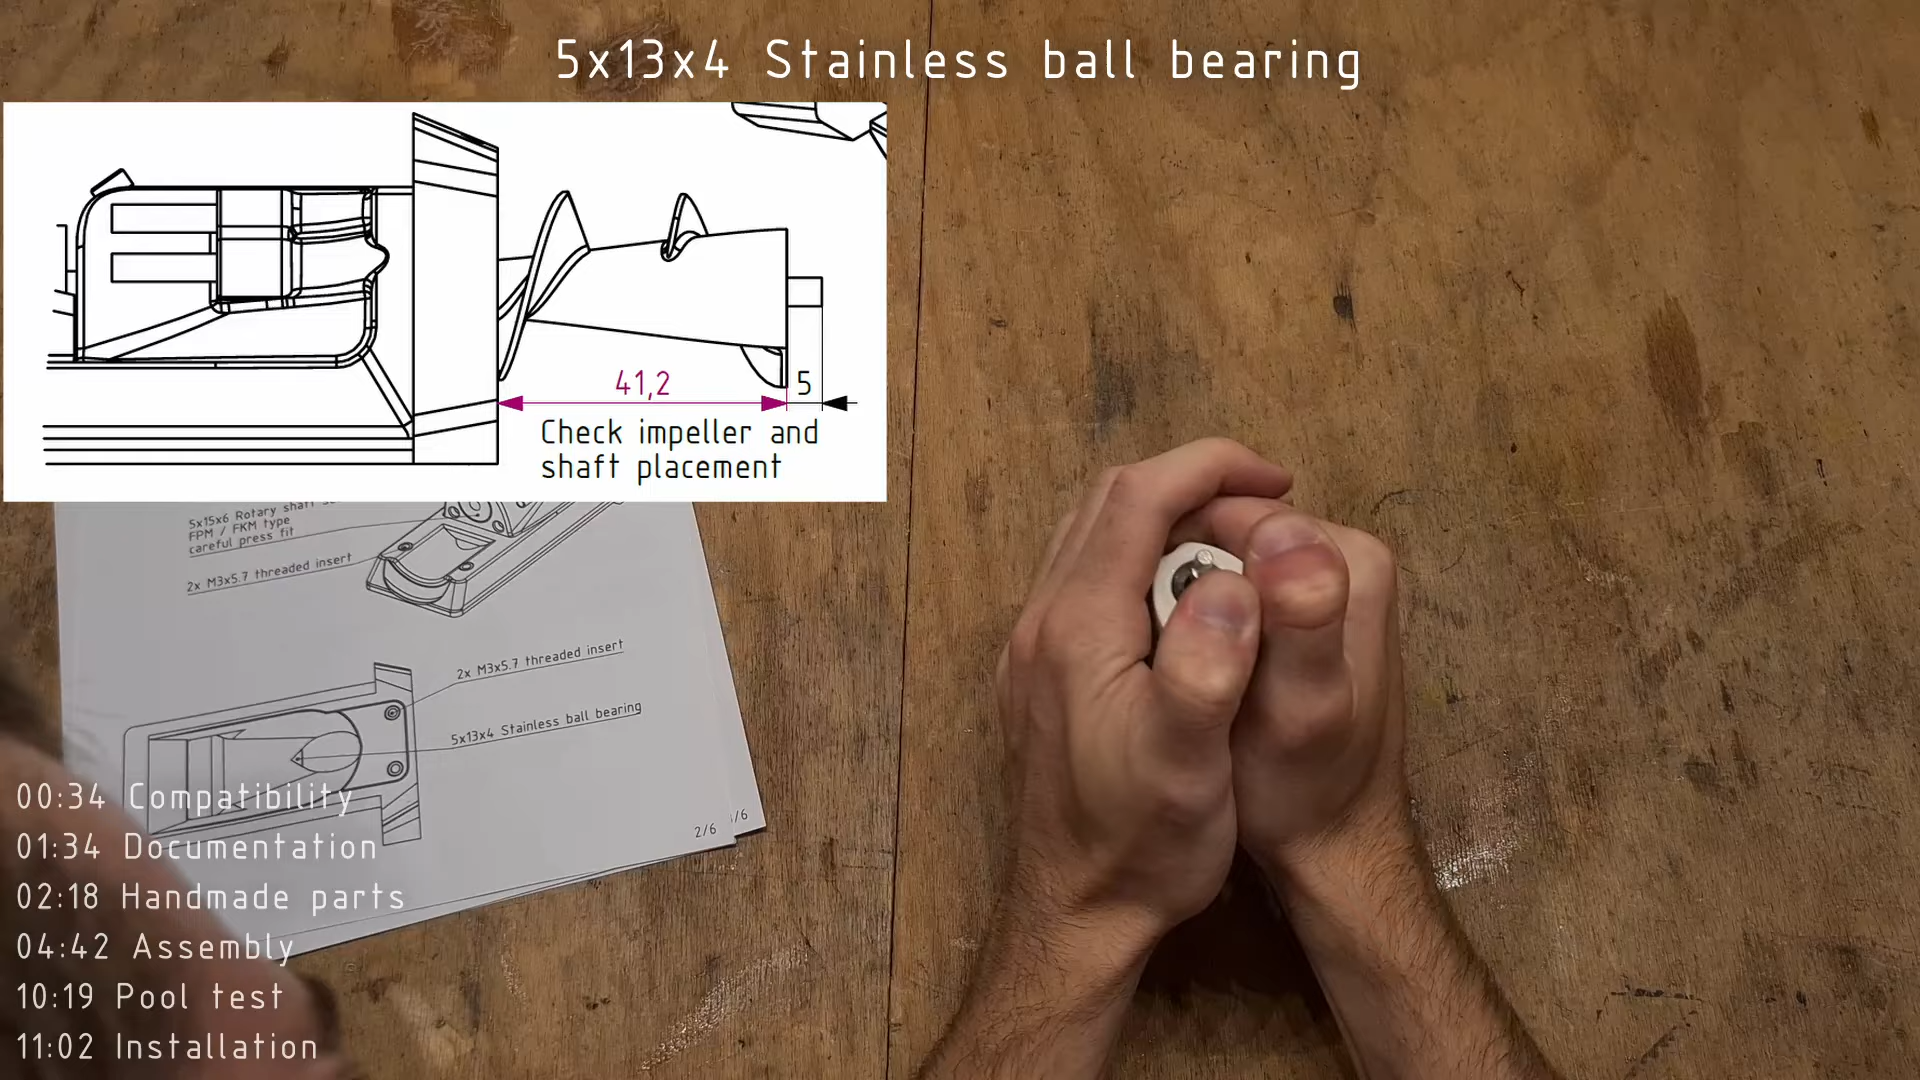 5x13x4 Stainless ball bearing
41,2
5
Check impeller and
shaft placement
5x15x6 Rotary shaft
FPM / FKM type
careful press fit
2x M3x5.7 threaded insert
2x M3x5.7 threaded insert
5x13x4 Stainless ball bearing
2/6
/6
00:34 Compatibility
01:34 Documentation
02:18 Handmade parts
04:42 Assembly
10:19 Pool test
11:02 Installation